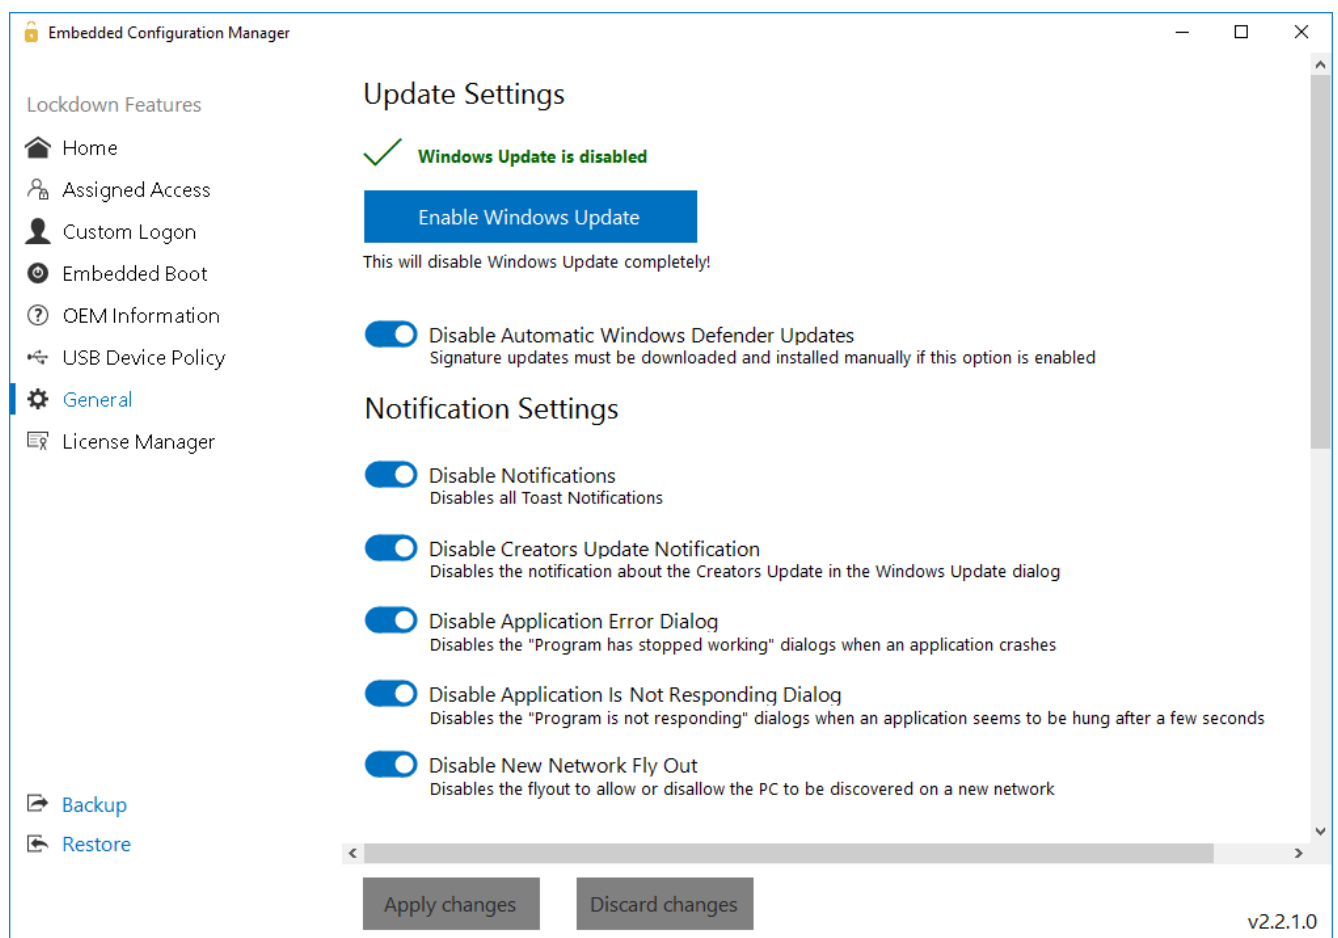 Embedded Configuration Manager
Lockdown Features
Home
Assigned Access
Custom Logon
Embedded Boot
OEM Information
USB Device Policy
General
License Manager
Backup
Restore
Update Settings
Windows Update is disabled
Enable Windows Update
This will disable Windows Update completely!
Disable Automatic Windows Defender Updates
Signature updates must be downloaded and installed manually if this option is enabled
Notification Settings
Disable Notifications
Disables all Toast Notifications
Disable Creators Update Notification
Disables the notification about the Creators Update in the Windows Update dialog
Disable Application Error Dialog
Disables the "Program has stopped working" dialogs when an application crashes
Disable Application Is Not Responding Dialog
Disables the "Program is not responding" dialogs when an application seems to be hung after a few seconds
Disable New Network Fly Out
Disables the flyout to allow or disallow the PC to be discovered on a new network
Apply changes
Discard changes
v2.2.1.0